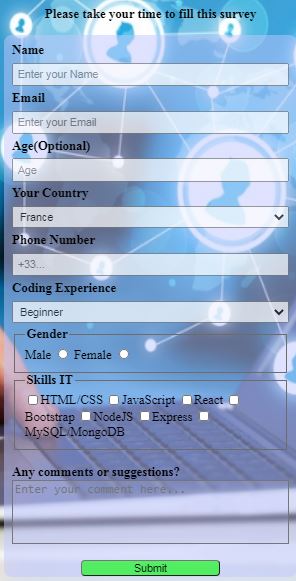 Please take your time to fill this survey
Name
Enter your Name
Email
Enter your Email
Age(Optional)
Age
Your Country
France
Phone Number
+33...
Coding Experience
Beginner
Gender
Male Female
Skills IT
HTML/CSS JavaScript React
Bootstrap NodeJS Express
MySQL/MongoDB
Any comments or suggestions?
Enter your comment here...
Submit